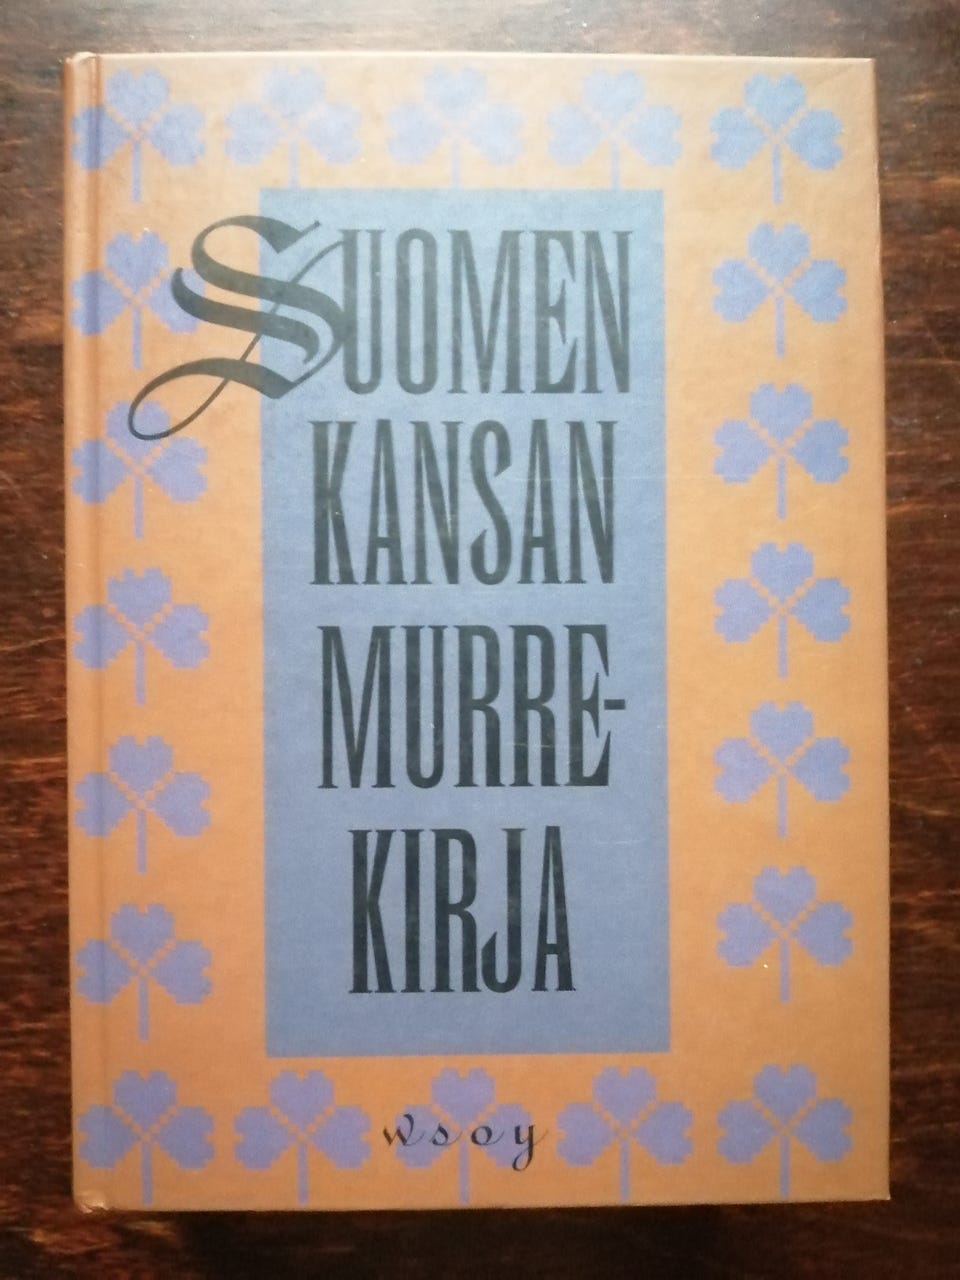 SUOMEN
KANSAN
MURRE-
KIRJA
wsoy